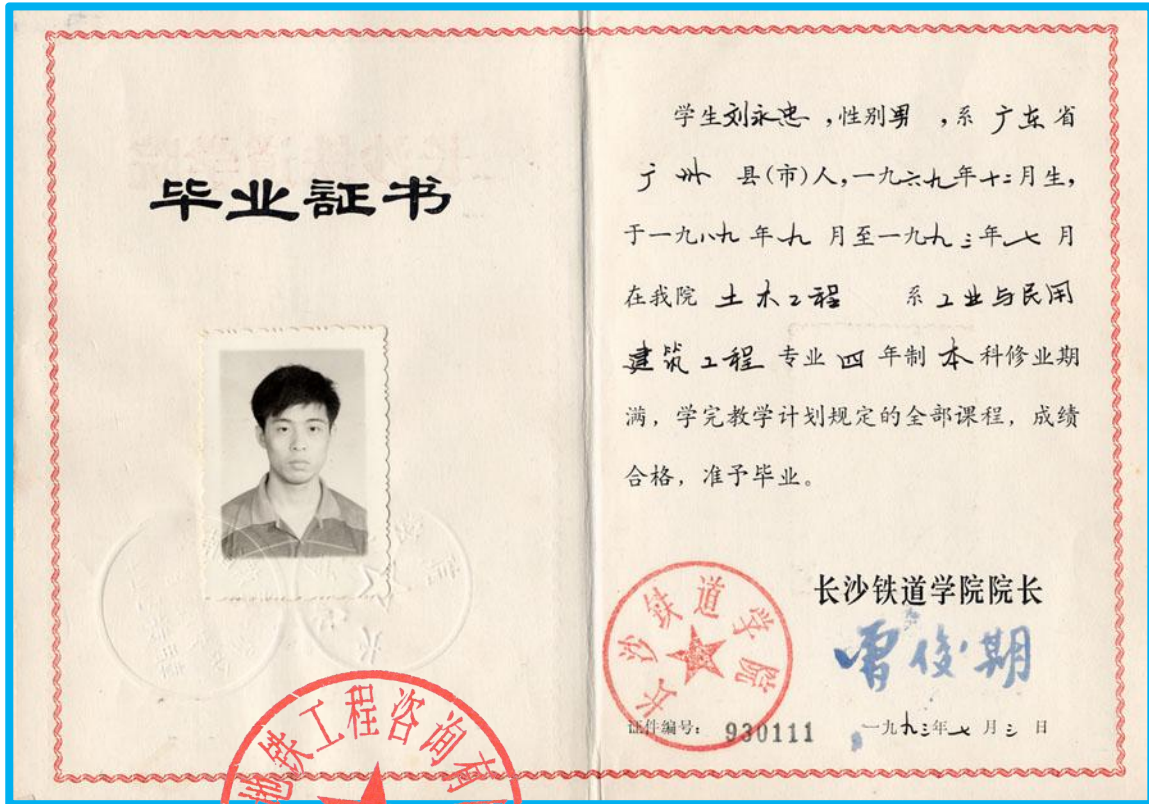 毕业証书
学生刘永忠，性别男，系广东省
广州 县(市)人，一九六九年十二月生，
于一九八九年九月至一九九三年七月
在我院 土木工程 系工业与民用
建筑工程 专业 四 年制 本 科修业期
满，学完教学计划规定的全部课程，成绩
合格，准予毕业。
长沙铁道学院院长
曹俊期
长沙铁道学院
证件编号：930111 一九九三年七月三日
地铁工程咨询有